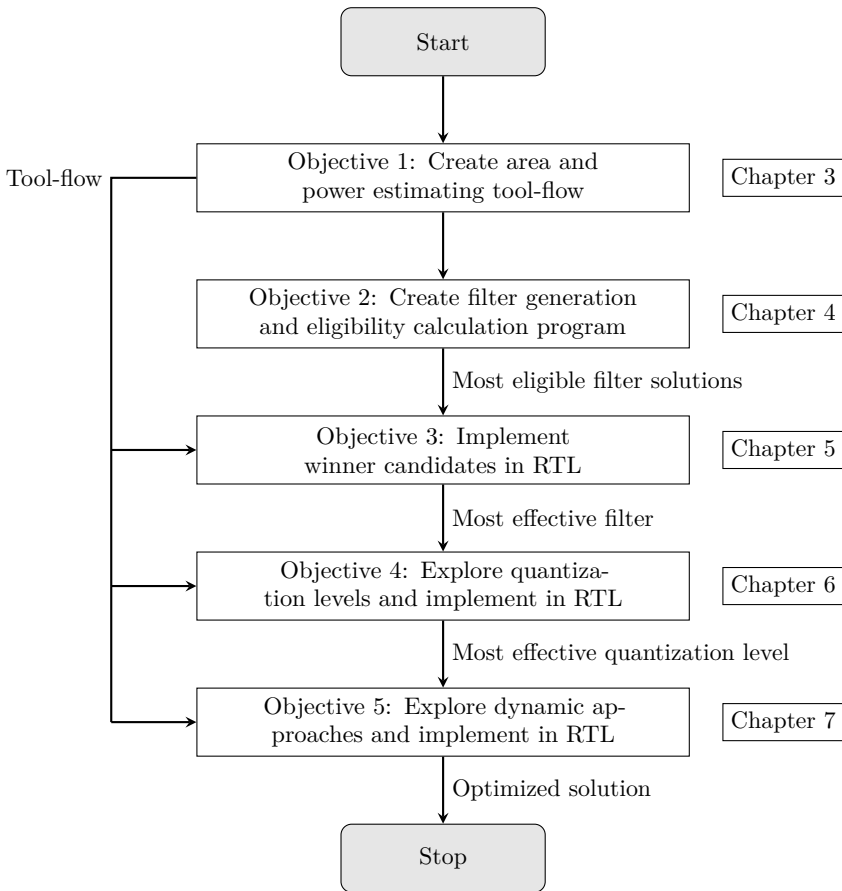 Start
Objective 1: Create area and
power estimating tool-flow
Chapter 3
Tool-flow
Objective 2: Create filter generation
and eligibility calculation program
Chapter 4
Most eligible filter solutions
Objective 3: Implement
winner candidates in RTL
Chapter 5
Most effective filter
Objective 4: Explore quantiza-
tion levels and implement in RTL
Chapter 6
Most effective quantization level
Objective 5: Explore dynamic ap-
proaches and implement in RTL
Chapter 7
Optimized solution
Stop